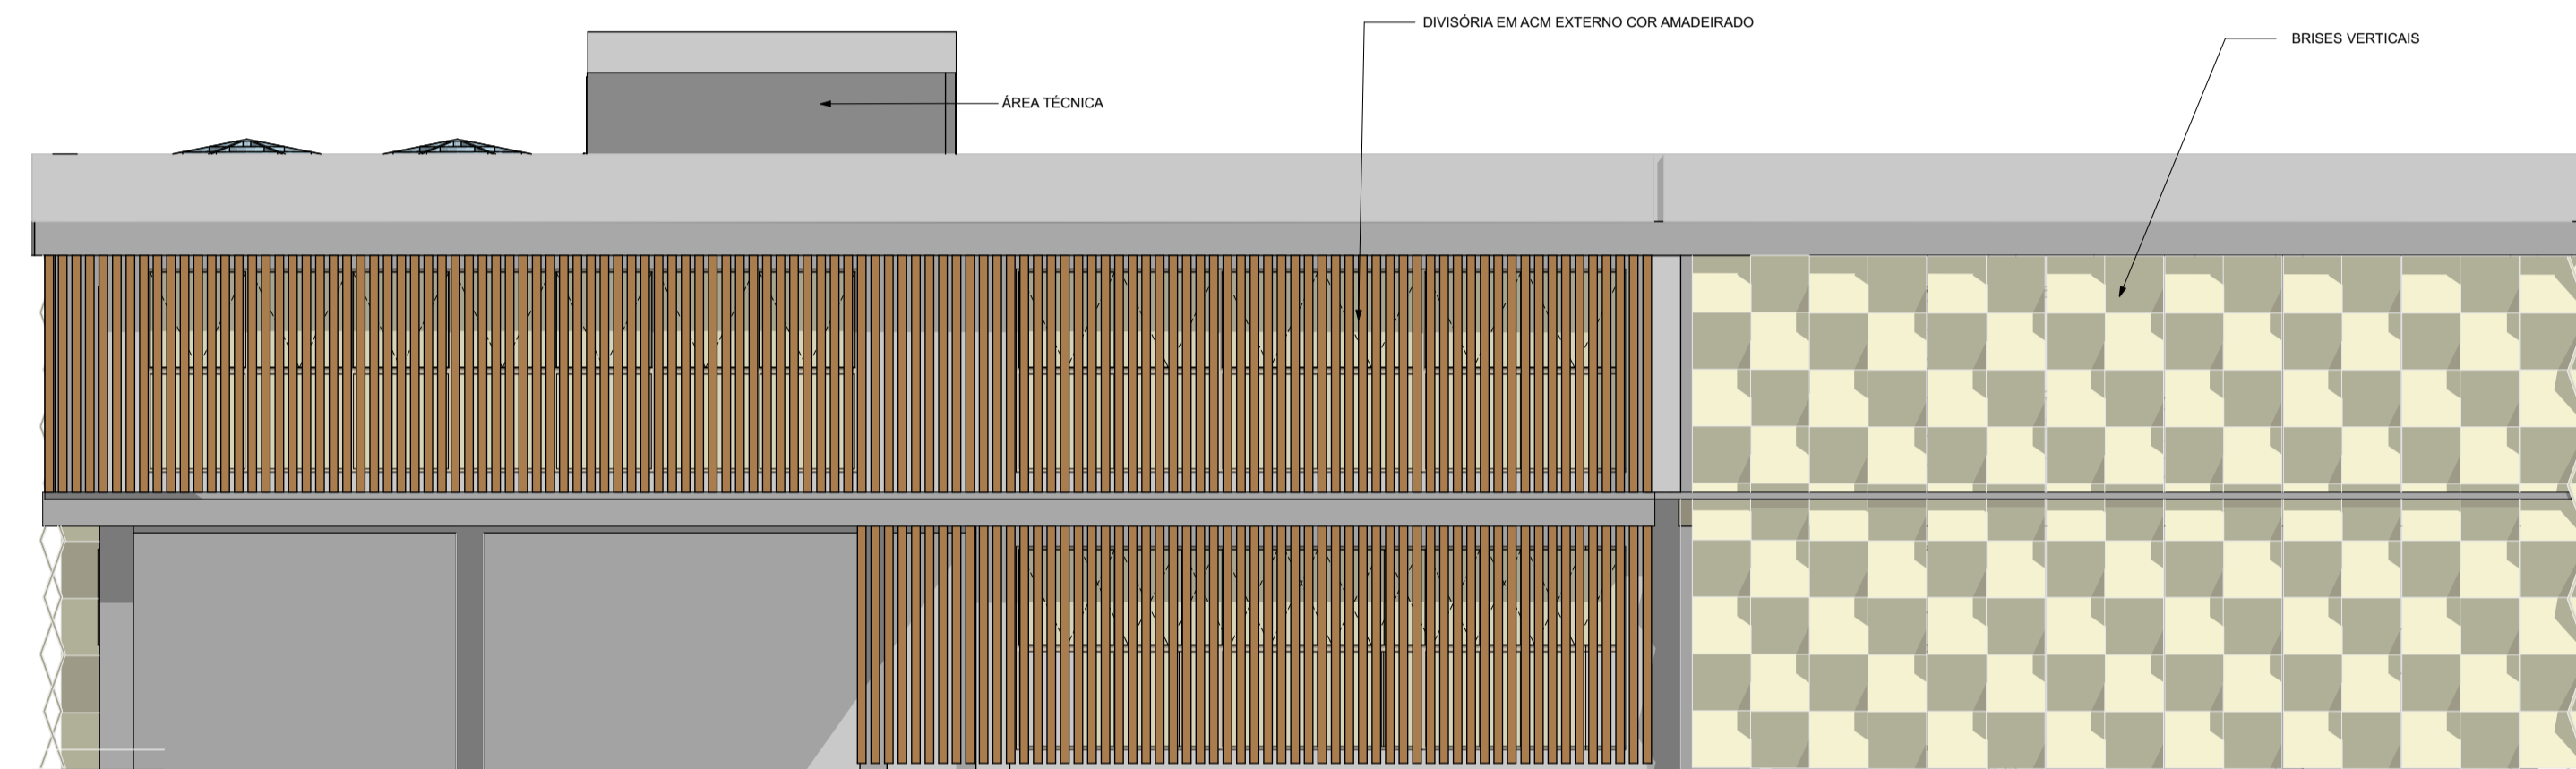 DIVISÓRIA EM ACM EXTERNO COR AMADEIRADO
BRISES VERTICAIS
ÁREA TÉCNICA